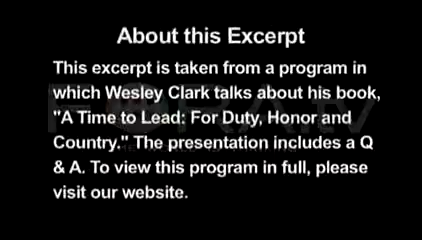 About this Excerpt
This excerpt is taken from a program in
which Wesley Clark talks about his book,
"A Time to Lead: For Duty, Honor and
Country." The presentation includes a Q
& A. To view this program in full, please
visit our website.